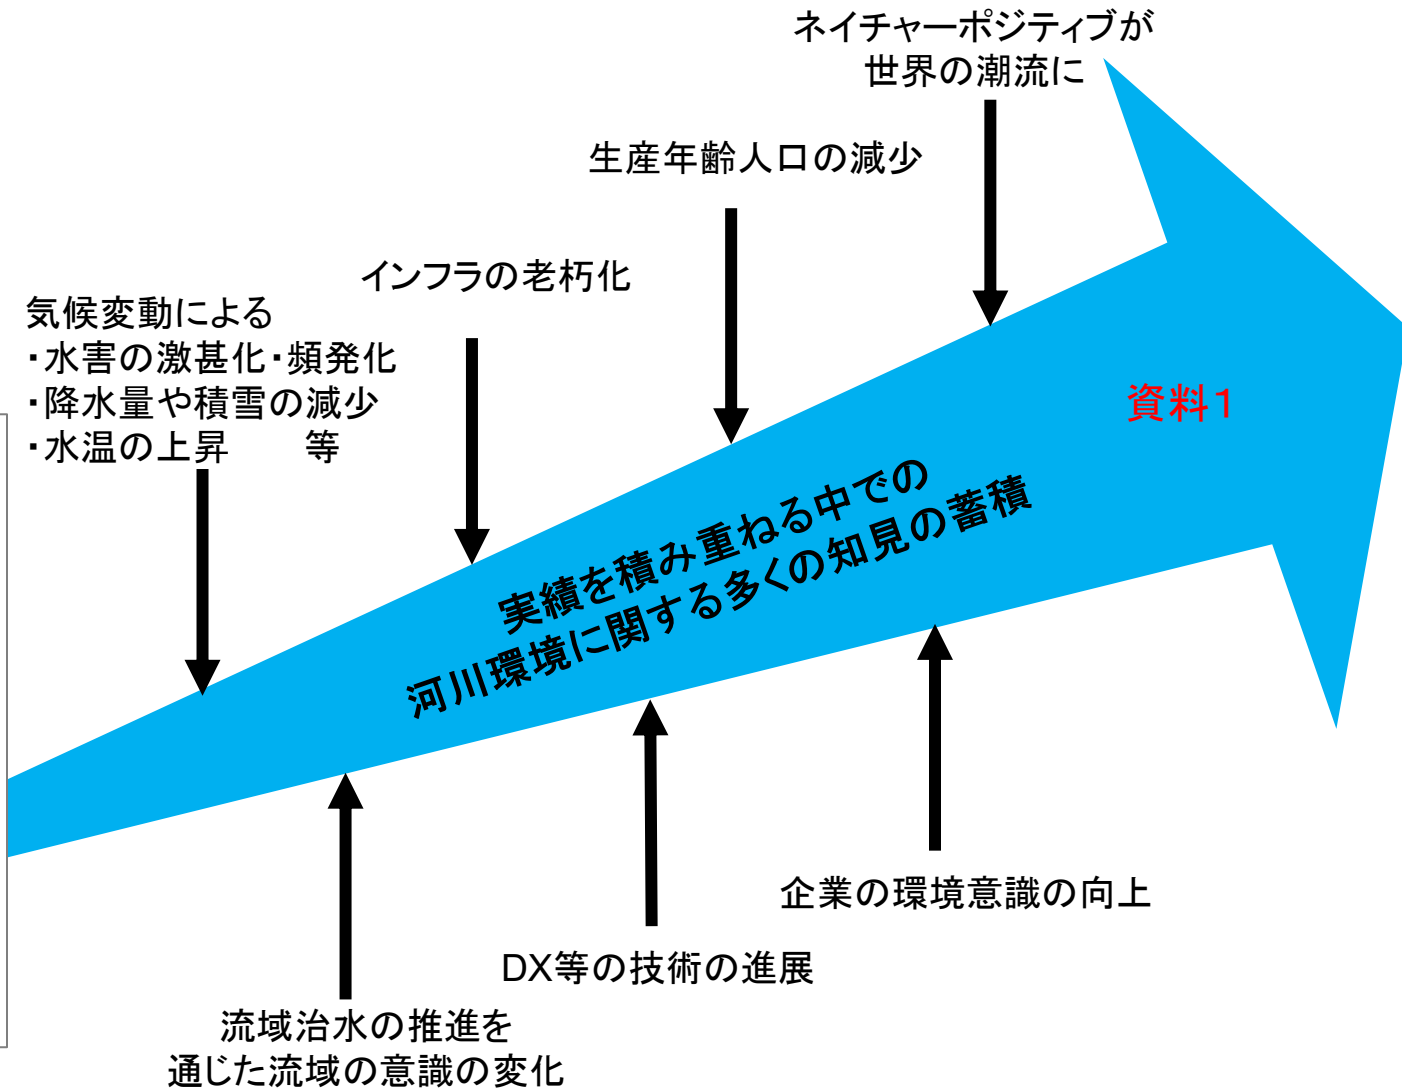 ネイチャーポジティブが
世界の潮流に
生産年齢人口の減少
インフラの老朽化
気候変動による
・水害の激甚化・頻発化
・降水量や積雪の減少
・水温の上昇　　等
資料１
実績を積み重ねる中での
河川環境に関する多くの知見の蓄積
企業の環境意識の向上
DX等の技術の進展
流域治水の推進を
通じた流域の意識の変化